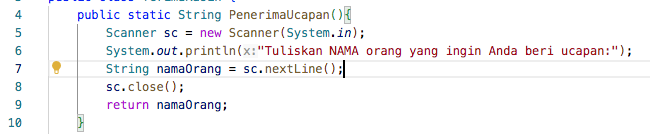 4 public static String PenerimaUcapan(){
5 Scanner sc = new Scanner(System.in);
6 System.out.println(x:"Tuliskan NAMA orang yang ingin Anda beri ucapan:");
7 String namaOrang = sc.nextLine();
8 sc.close();
9 return namaOrang;
10 }